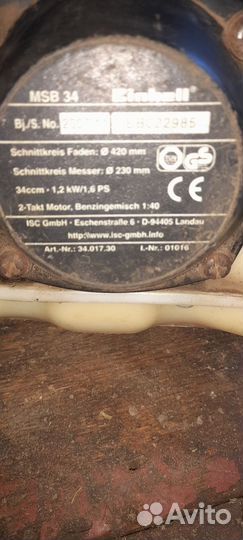 MSB 34 Einhell
Bj./S. No.
Schnittkreis Faden: Ø 420 mm
Schnittkreis Messer: Ø 230 mm
34ccm · 1,2 kW/1,6 PS
GS
CE
2-Takt Motor, Benzingemisch 1:40
ISC GmbH · Eschenstraße 6 · D-94405 Landau
http://www.isc-gmbh.info
Art.-Nr.: 34.017.30 I.-Nr.: 01016
Avito